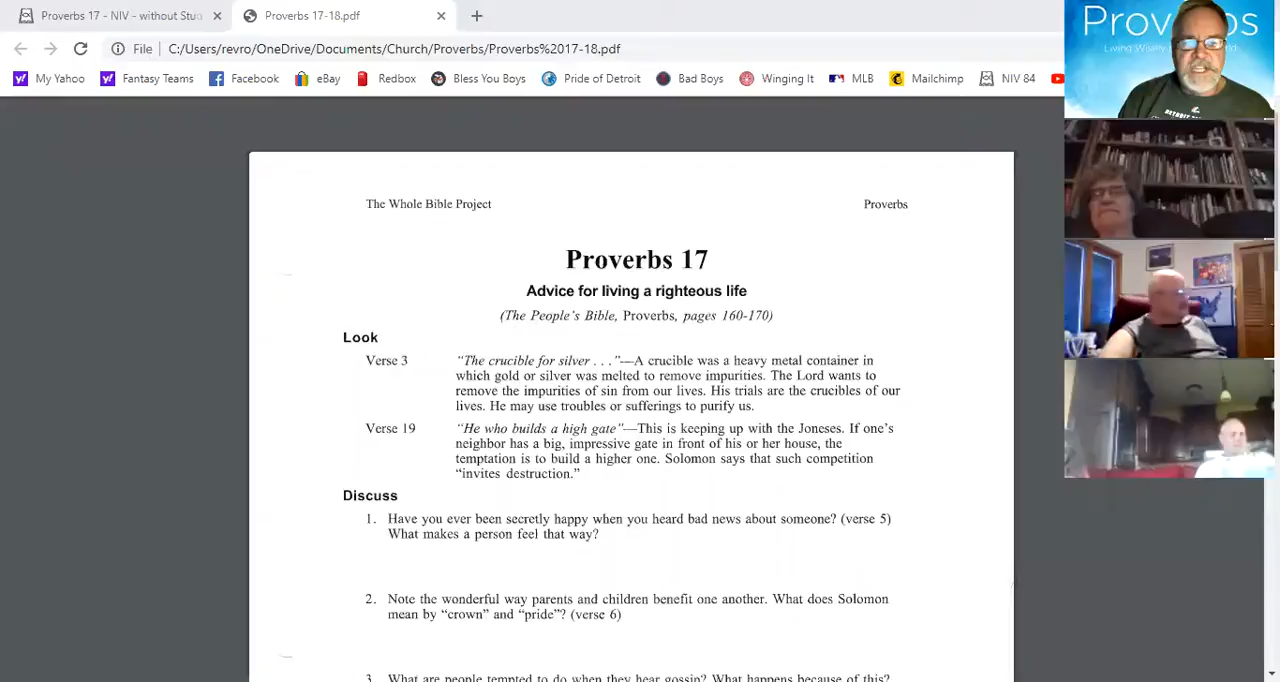 Proverbs 17 - NIV - without Stu
Proverbs 17-18.pdf
File
C:/Users/revro/OneDrive/Documents/Church/Proverbs/Proverbs%2017-18.pdf
My Yahoo
Fantasy Teams
Facebook
eBay
Redbox
Bless You Boys
Pride of Detroit
Bad Boys
Winging It
MLB
Mailchimp
NIV 84
The Whole Bible Project
Proverbs
Proverbs 17
Advice for living a righteous life
(The People's Bible, Proverbs, pages 160-170)
Look
Verse 3 "The crucible for silver . . ."—A crucible was a heavy metal container in
which gold or silver was melted to remove impurities. The Lord wants to
remove the impurities of sin from our lives. His trials are the crucibles of our
lives. He may use troubles or sufferings to purify us.
Verse 19 "He who builds a high gate"—This is keeping up with the Joneses. If one's
neighbor has a big, impressive gate in front of his or her house, the
temptation is to build a higher one. Solomon says that such competition
"invites destruction."
Discuss
1. Have you ever been secretly happy when you heard bad news about someone? (verse 5)
What makes a person feel that way?
2. Note the wonderful way parents and children benefit one another. What does Solomon
mean by "crown" and "pride"? (verse 6)
3. What are people tempted to do when they hear gossip? What happens because of this?
Living Wisely